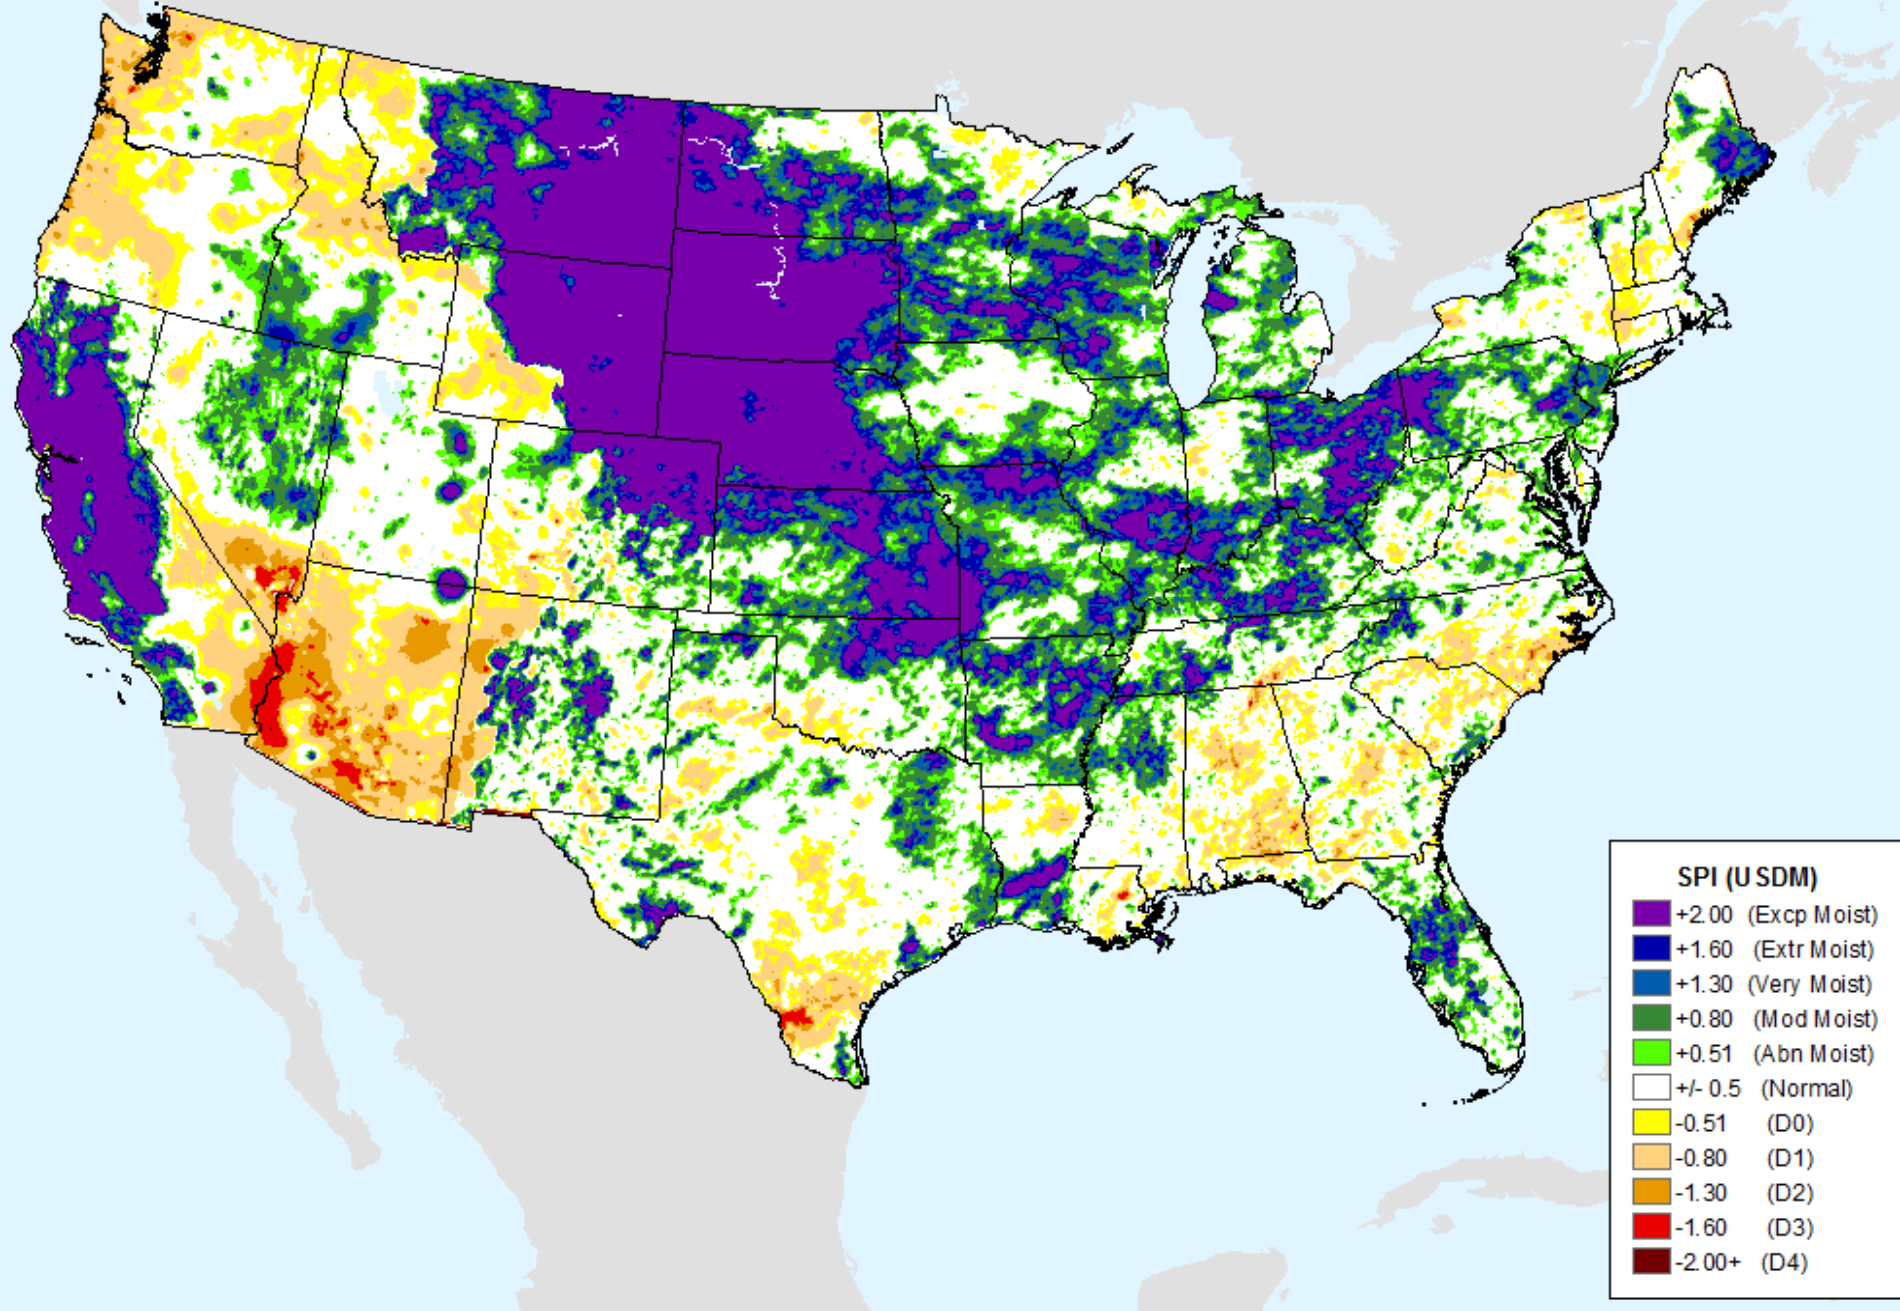 SPI (USDM)
+2.00 (Excp Moist)
+1.60 (Extr Moist)
+1.30 (Very Moist)
+0.80 (Mod Moist)
+0.51 (Abn Moist)
+/- 0.5 (Normal)
-0.51 (D0)
-0.80 (D1)
-1.30 (D2)
-1.60 (D3)
-2.00+ (D4)